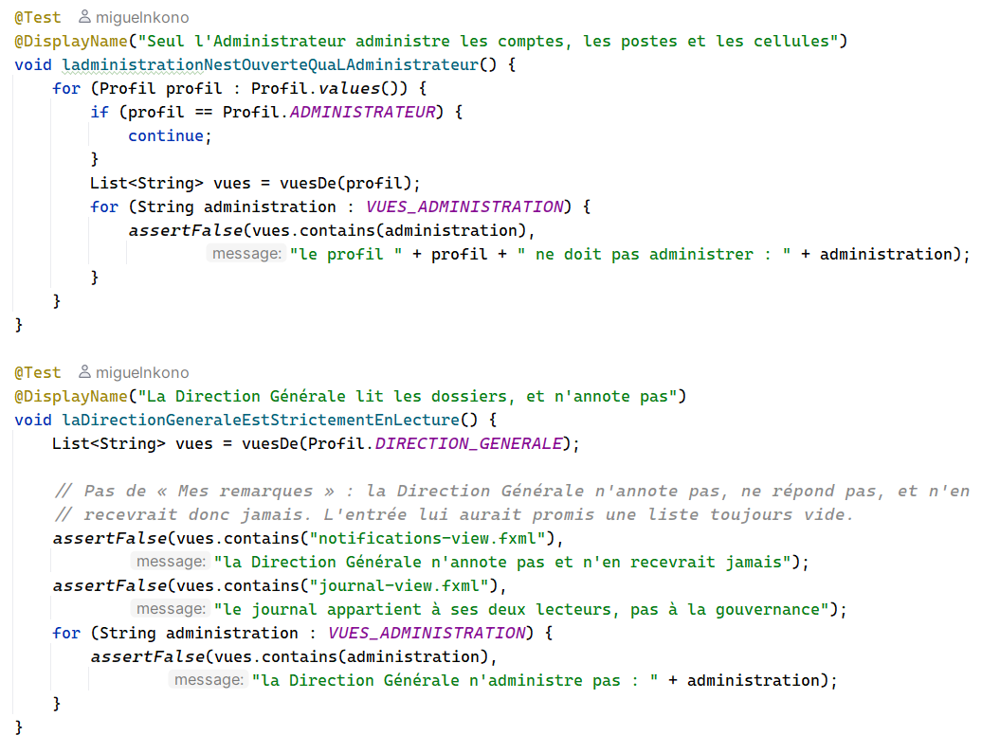 @Test miguelnkono
@DisplayName("Seul l'Administrateur administre les comptes, les postes et les cellules")
void ladministrationNestOuverteQuaLAdministrateur() {
    for (Profil profil : Profil.values()) {
        if (profil == Profil.ADMINISTRATEUR) {
            continue;
        }
        List<String> vues = vuesDe(profil);
        for (String administration : VUES_ADMINISTRATION) {
            assertFalse(vues.contains(administration),
                    message: "le profil " + profil + " ne doit pas administrer : " + administration);
        }
    }
}
@Test miguelnkono
@DisplayName("La Direction Générale lit les dossiers, et n'annote pas")
void laDirectionGeneraleEstStrictementEnLecture() {
    List<String> vues = vuesDe(Profil.DIRECTION_GENERALE);
    // Pas de « Mes remarques » : la Direction Générale n'annote pas, ne répond pas, et n'en
    // recevrait donc jamais. L'entrée lui aurait promis une liste toujours vide.
    assertFalse(vues.contains("notifications-view.fxml"),
            message: "la Direction Générale n'annote pas et n'en recevrait jamais");
    assertFalse(vues.contains("journal-view.fxml"),
            message: "le journal appartient à ses deux lecteurs, pas à la gouvernance");
    for (String administration : VUES_ADMINISTRATION) {
        assertFalse(vues.contains(administration),
                message: "la Direction Générale n'administre pas : " + administration);
    }
}